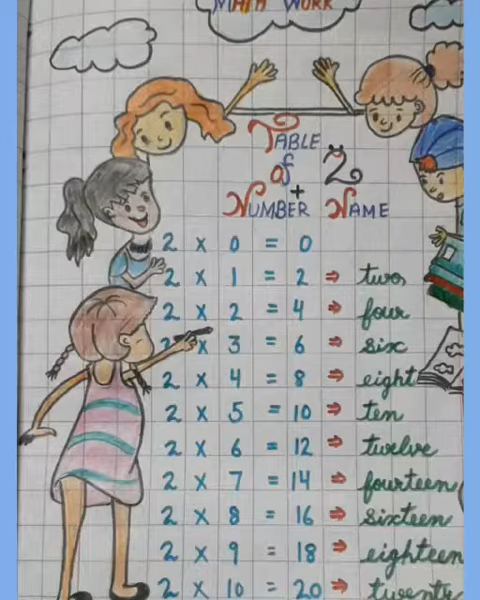 MATH WORK
TABLE
of 2
+
NUMBER NAME
2 x 0 = 0
2 x 1 = 2 ⇒ two
2 x 2 = 4 ⇒ four
2 x 3 = 6 ⇒ six
2 x 4 = 8 ⇒ eight
2 x 5 = 10 ⇒ ten
2 x 6 = 12 ⇒ twelve
2 x 7 = 14 ⇒ fourteen
2 x 8 = 16 ⇒ sixteen
2 x 9 = 18 ⇒ eighteen
2 x 10 = 20 ⇒ twenty